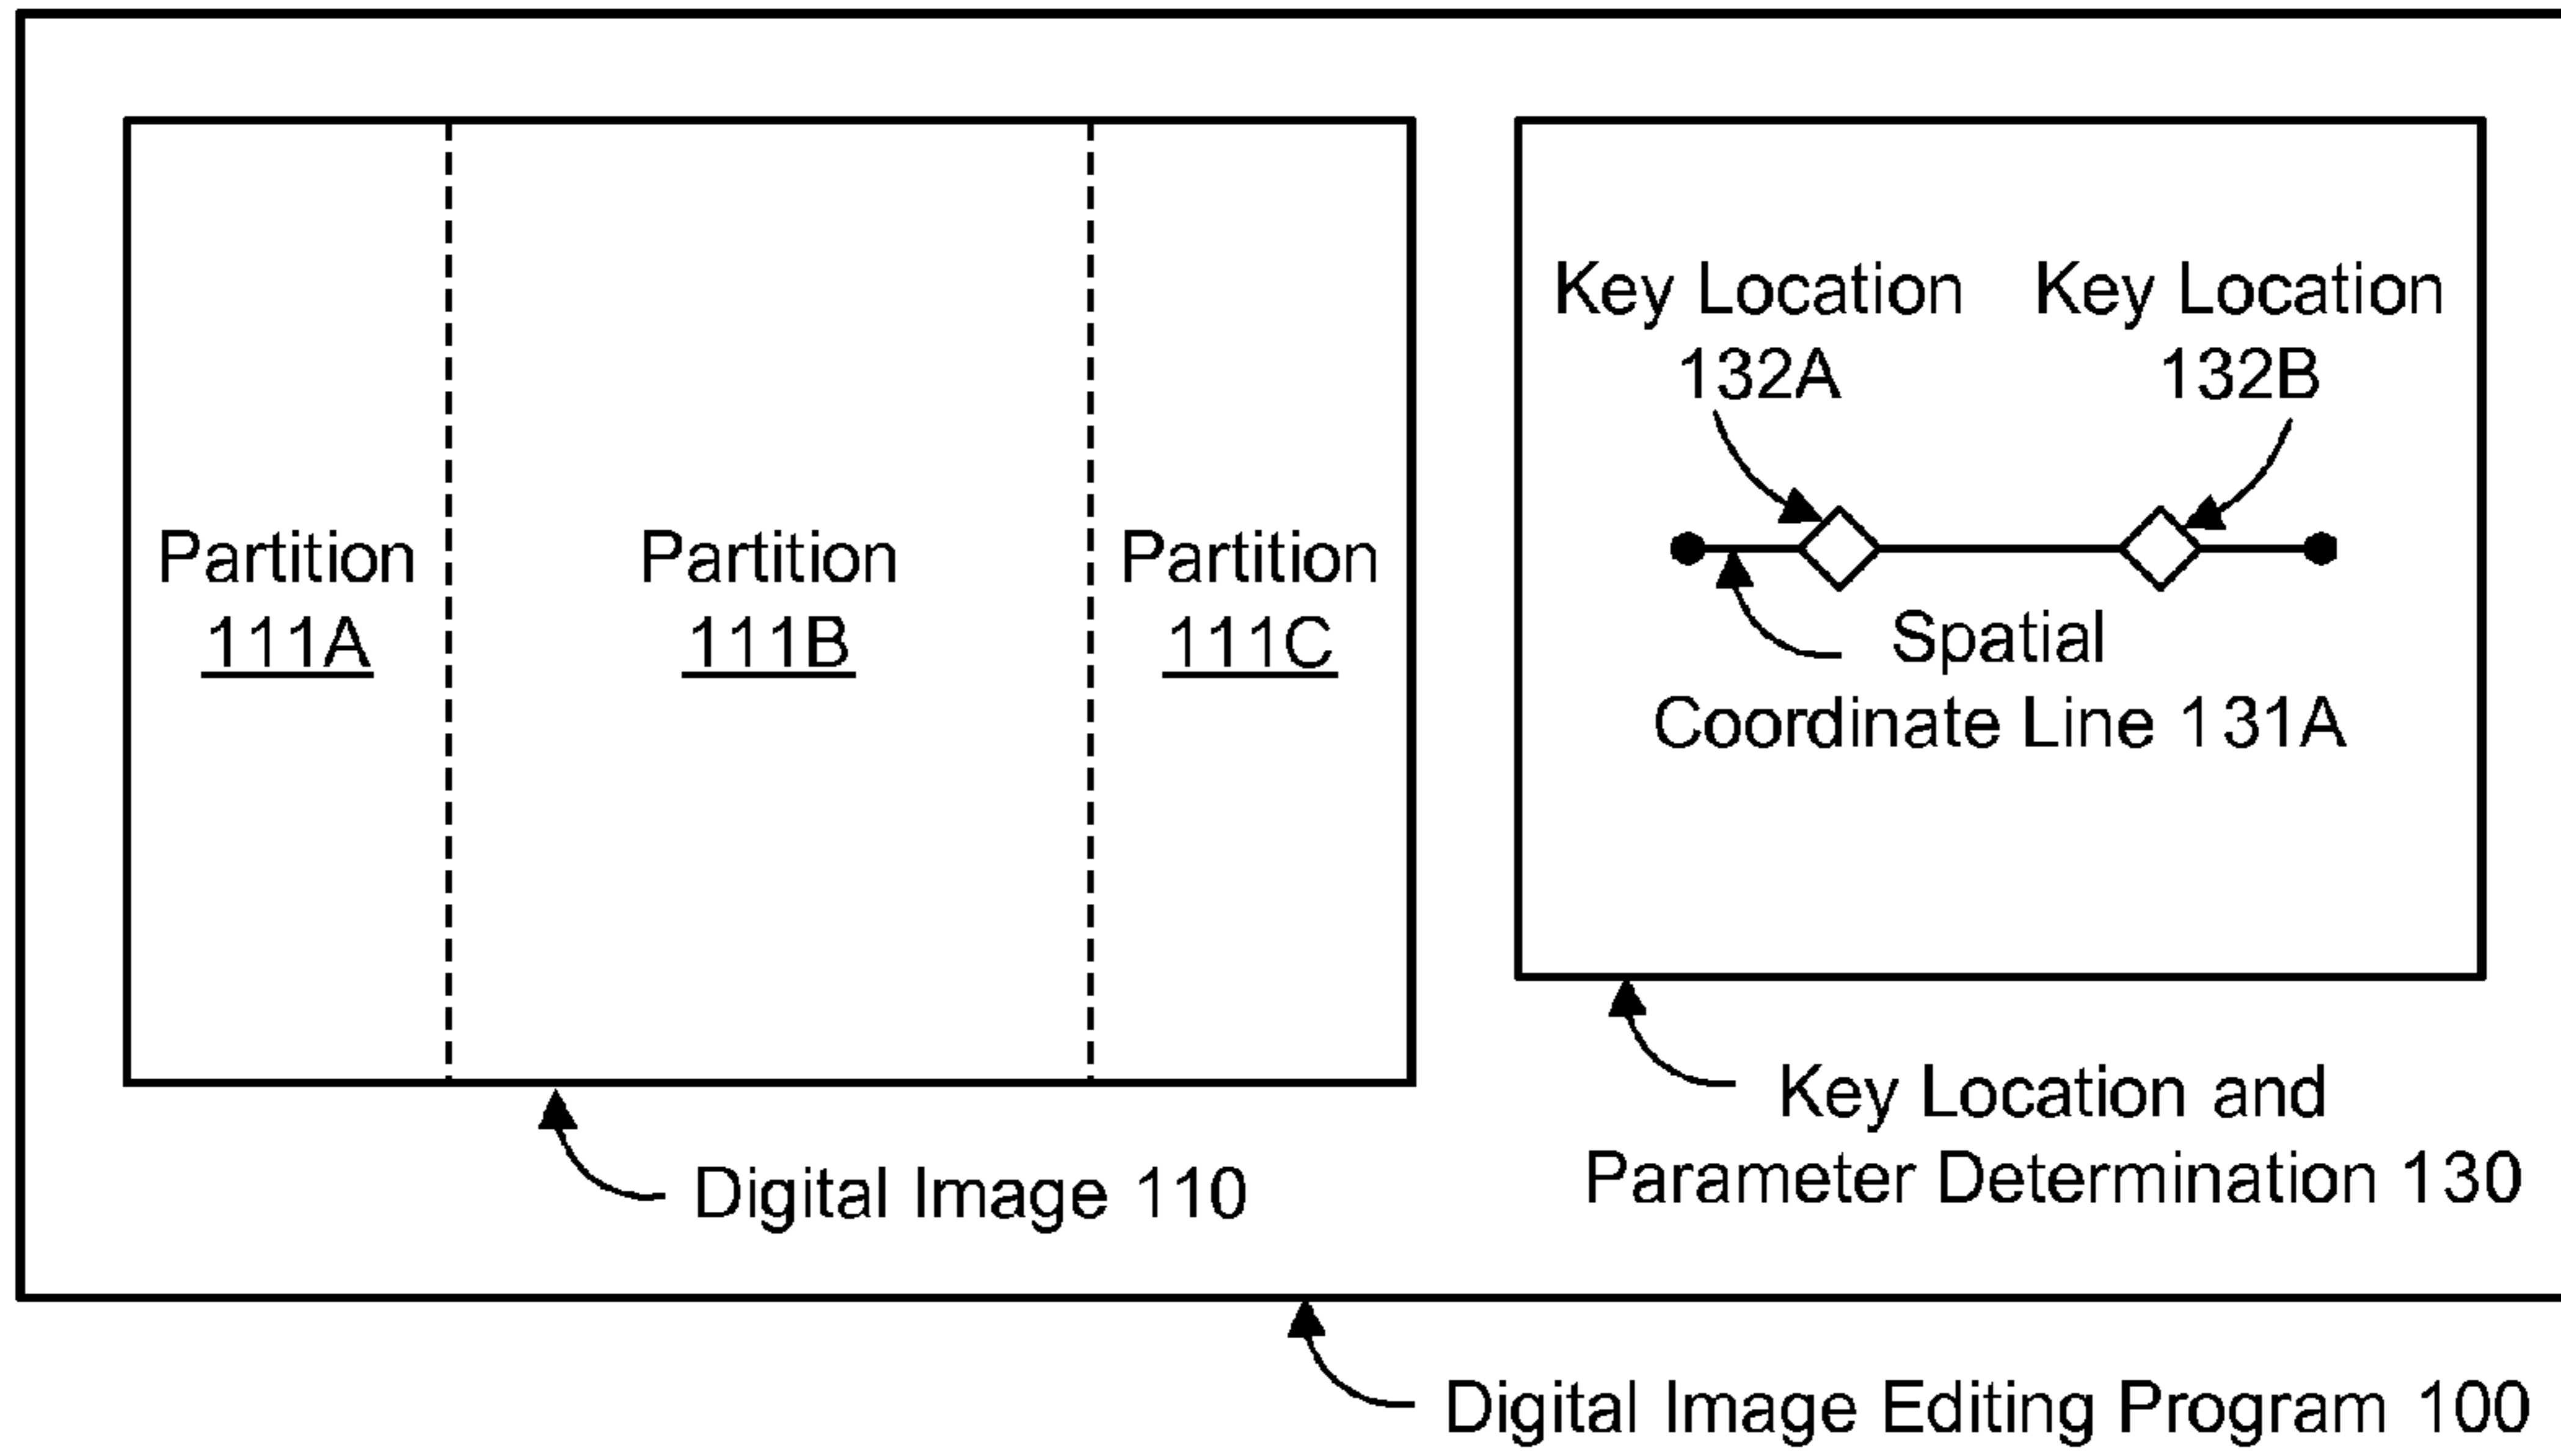 Partition
111A
Partition
111B
Partition
111C
Key Location
132A
Key Location
132B
Spatial
Coordinate Line 131A
Digital Image 110
Key Location and
Parameter Determination 130
Digital Image Editing Program 100